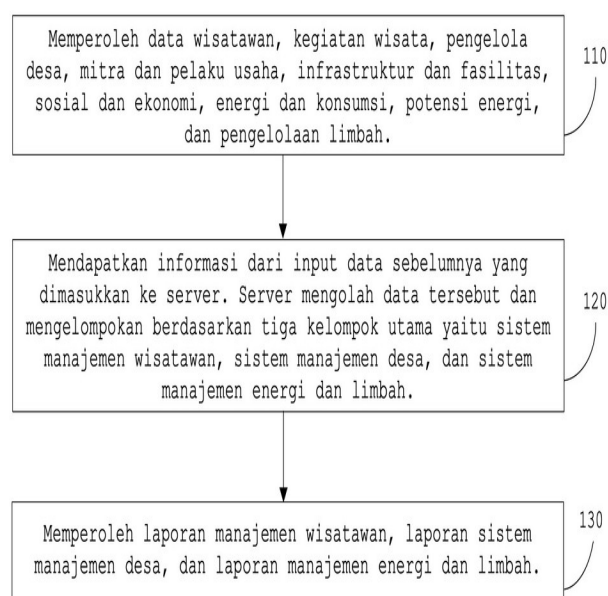 Memperoleh data wisatawan, kegiatan wisata, pengelola
desa, mitra dan pelaku usaha, infrastruktur dan fasilitas,
sosial dan ekonomi, energi dan konsumsi, potensi energi,
dan pengelolaan limbah.
110
Mendapatkan informasi dari input data sebelumnya yang
dimasukkan ke server. Server mengolah data tersebut dan
mengelompokan berdasarkan tiga kelompok utama yaitu sistem
manajemen wisatawan, sistem manajemen desa, dan sistem
manajemen energi dan limbah.
120
Memperoleh laporan manajemen wisatawan, laporan sistem
manajemen desa, dan laporan manajemen energi dan limbah.
130